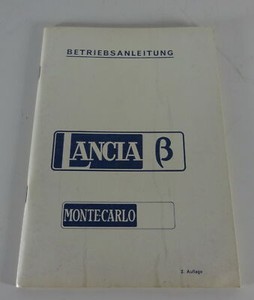 BETRIEBSANLEITUNG
LANCIA β
MONTECARLO
2. Auflage